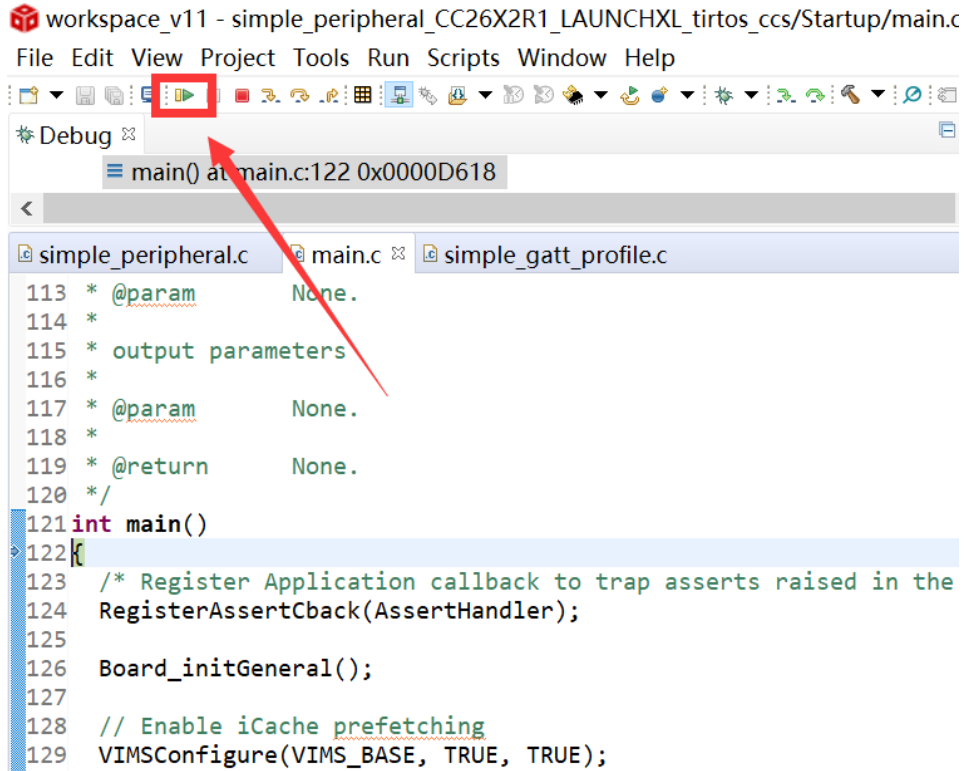 workspace_v11 - simple_peripheral_CC26X2R1_LAUNCHXL_tirtos_ccs/Startup/main.c
File Edit View Project Tools Run Scripts Window Help
Debug
main() at main.c:122 0x0000D618
simple_peripheral.c main.c simple_gatt_profile.c
113 * @param None.
114 *
115 * output parameters
116 *
117 * @param None.
118 *
119 * @return None.
120 */
121 int main()
122 {
123 /* Register Application callback to trap asserts raised in the
124 RegisterAssertCback(AssertHandler);
125
126 Board_initGeneral();
127
128 // Enable iCache prefetching
129 VIMSConfigure(VIMS_BASE, TRUE, TRUE);